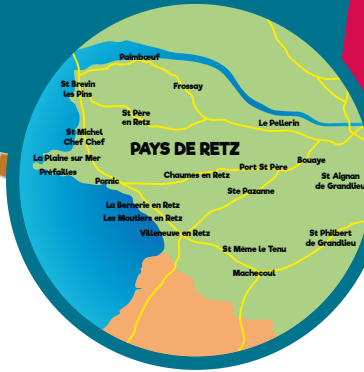 Paimbœuf
St Brevin
les Pins
Frossay
St Père
en Retz
Le Pellerin
St Michel
Chef Chef
PAYS DE RETZ
La Plaine sur Mer
Préfailles
Pornic
Chaumes en Retz
Port St Père
Bouaye
Ste Pazanne
St Aignan
de Grandlieu
La Bernerie en Retz
Les Moutiers en Retz
Villeneuve en Retz
St Philbert
de Grandlieu
St Même le Tenu
Machecoul